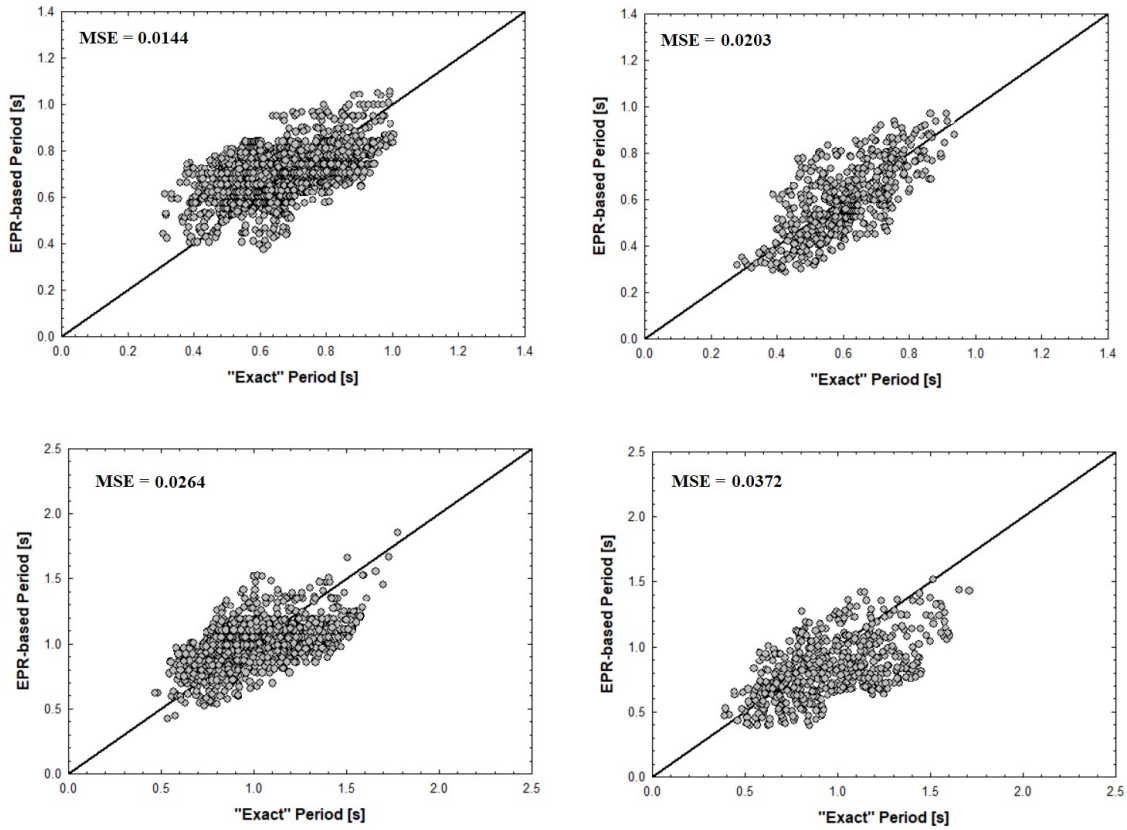 MSE = 0.0144
EPR-based Period [s]
1.4
1.2
1.0
0.8
0.6
0.4
0.2
0.0
0.0 0.2 0.4 0.6 0.8 1.0 1.2 1.4
"Exact" Period [s]
MSE = 0.0203
EPR-based Period [s]
1.4
1.2
1.0
0.8
0.6
0.4
0.2
0.0
0.0 0.2 0.4 0.6 0.8 1.0 1.2 1.4
"Exact" Period [s]
MSE = 0.0264
EPR-based Period [s]
2.5
2.0
1.5
1.0
0.5
0.0
0.0 0.5 1.0 1.5 2.0 2.5
"Exact" Period [s]
MSE = 0.0372
EPR-based Period [s]
2.5
2.0
1.5
1.0
0.5
0.0
0.0 0.5 1.0 1.5 2.0 2.5
"Exact" Period [s]